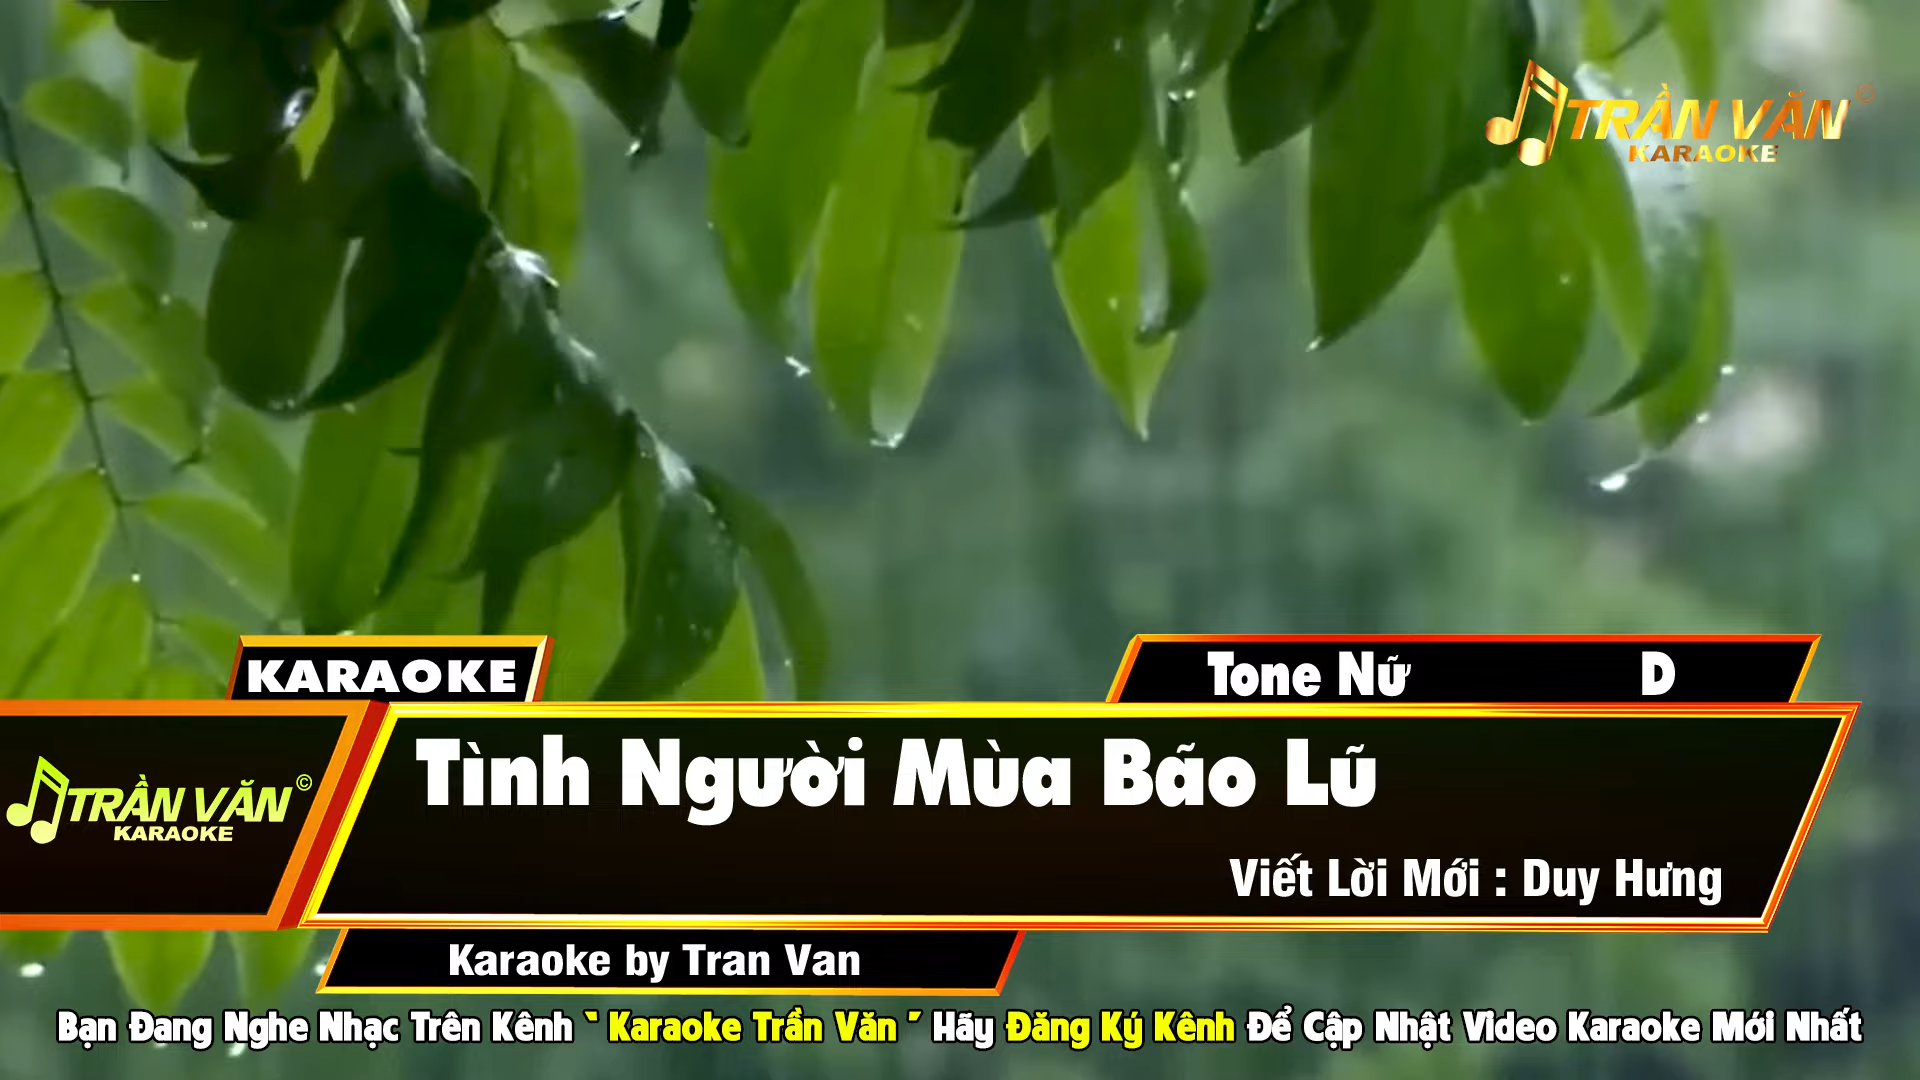 TRẦN VĂN ©
KARAOKE
KARAOKE
Tone Nữ D
Tình Người Mùa Bão Lũ
TRẦN VĂN ©
KARAOKE
Viết Lời Mới : Duy Hưng
Karaoke by Tran Van
Bạn Đang Nghe Nhạc Trên Kênh " Karaoke Trần Văn " Hãy Đăng Ký Kênh Để Cập Nhật Video Karaoke Mới Nhất